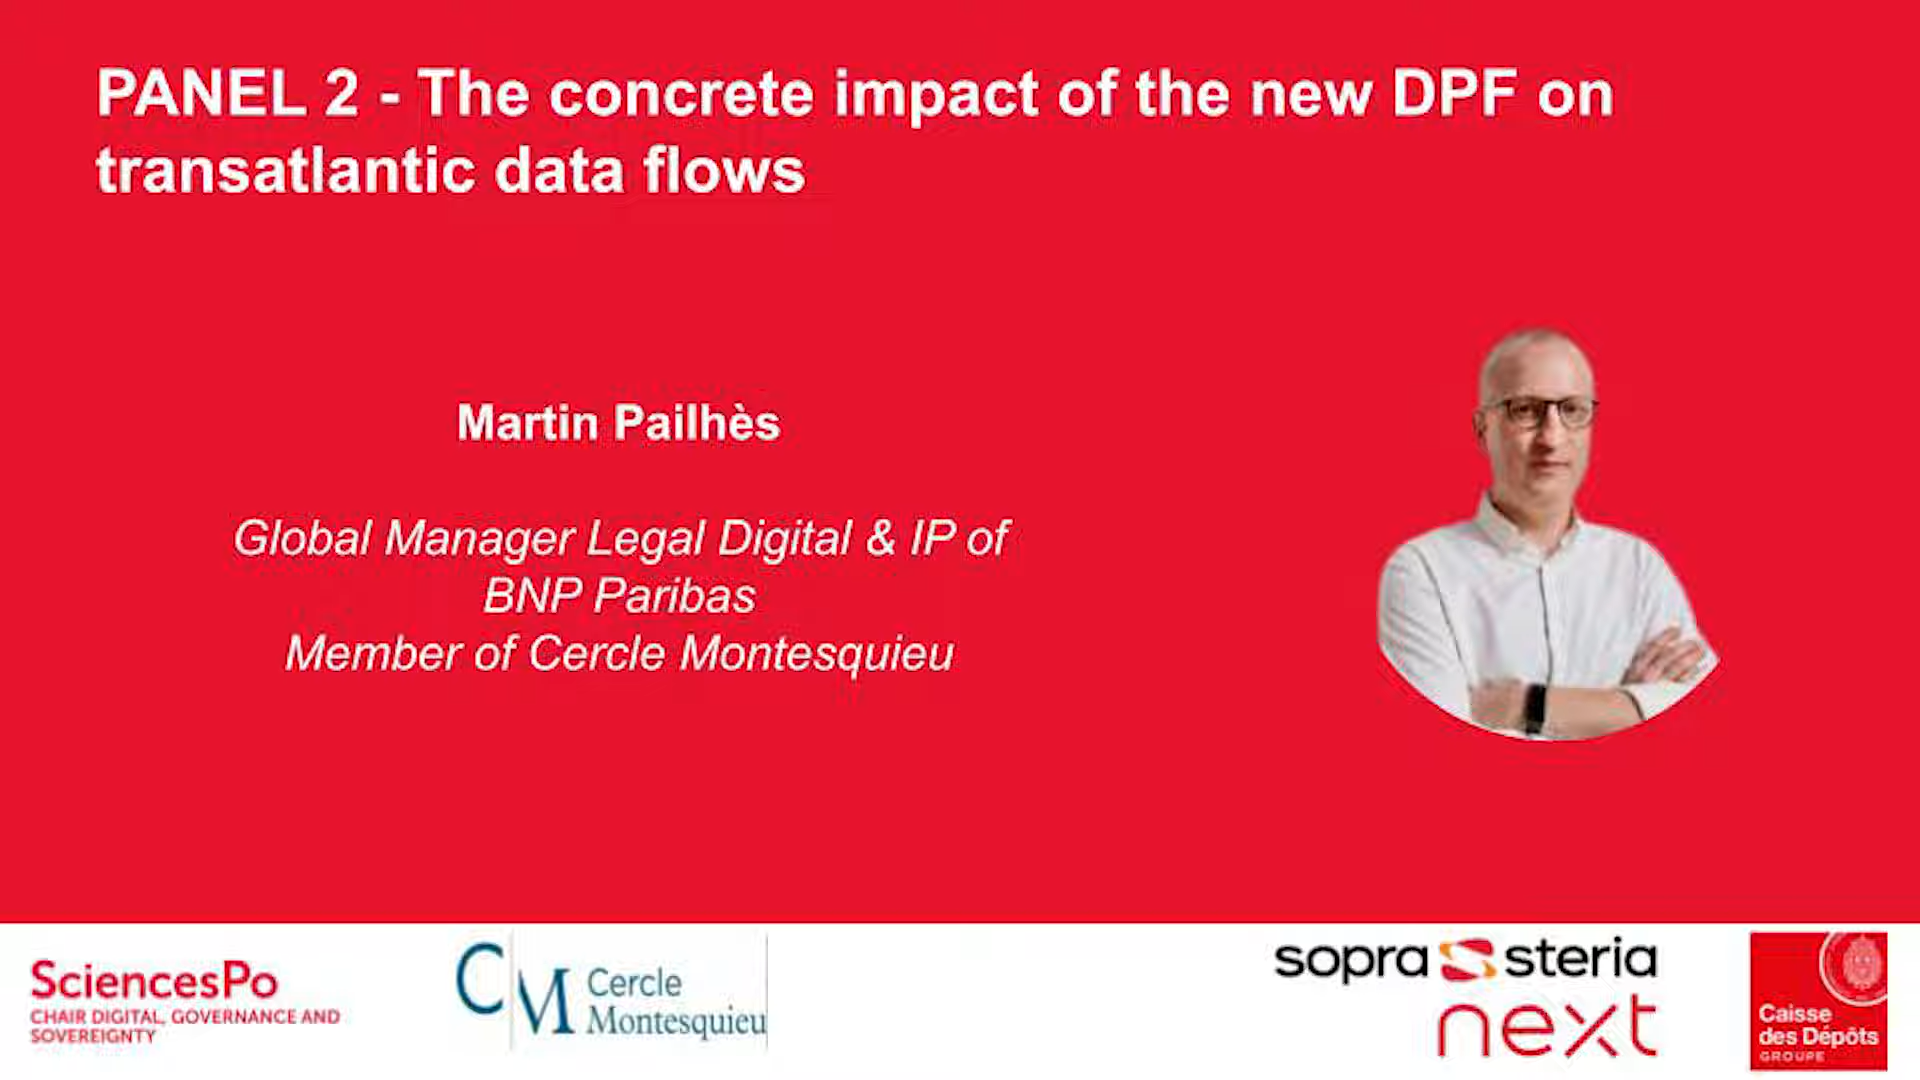 PANEL 2 - The concrete impact of the new DPF on
transatlantic data flows
Martin Pailhès
Global Manager Legal Digital & IP of
BNP Paribas
Member of Cercle Montesquieu
SciencesPo
CHAIR DIGITAL, GOVERNANCE AND
SOVEREIGNTY
CM
Cercle
Montesquieu
sopra steria
next
Caisse
des Dépôts
GROUPE